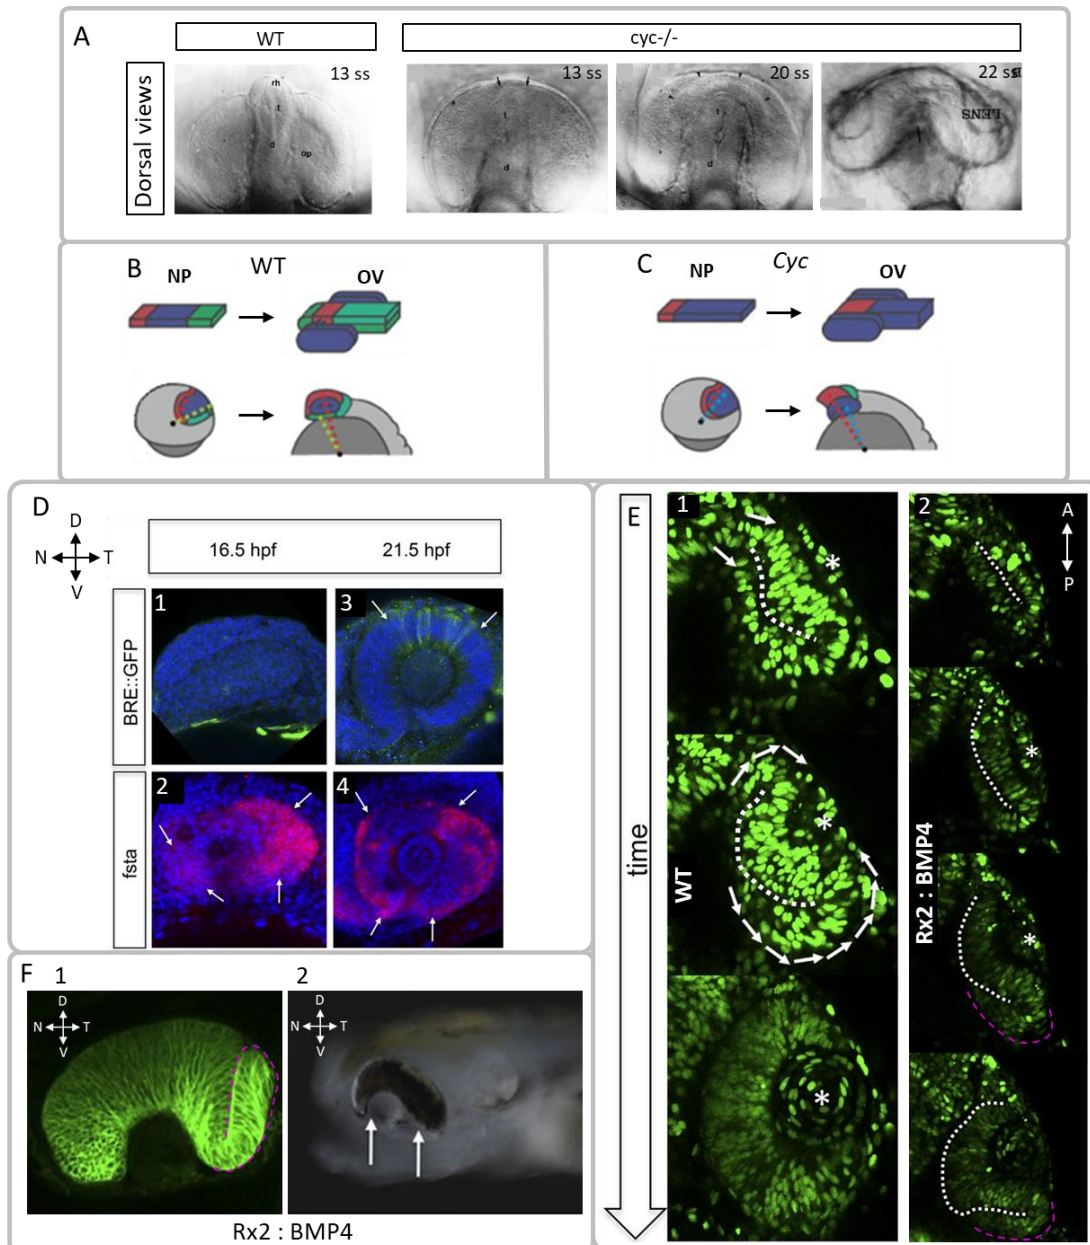 A
WT
cyc-/-
Dorsal views
13 ss
rh
t
d
op
13 ss
t
d
20 ss
t
d
22 ss
LENS
B
WT
NP
OV
C
Cyc
NP
OV
D
D
N
T
V
16.5 hpf
21.5 hpf
BRE::GFP
1
3
fsta
2
4
E
time
1
WT
*
*
*
2
A
P
Rx2 : BMP4
*
*
F
1
2
D
N
T
V
D
N
T
V
Rx2 : BMP4